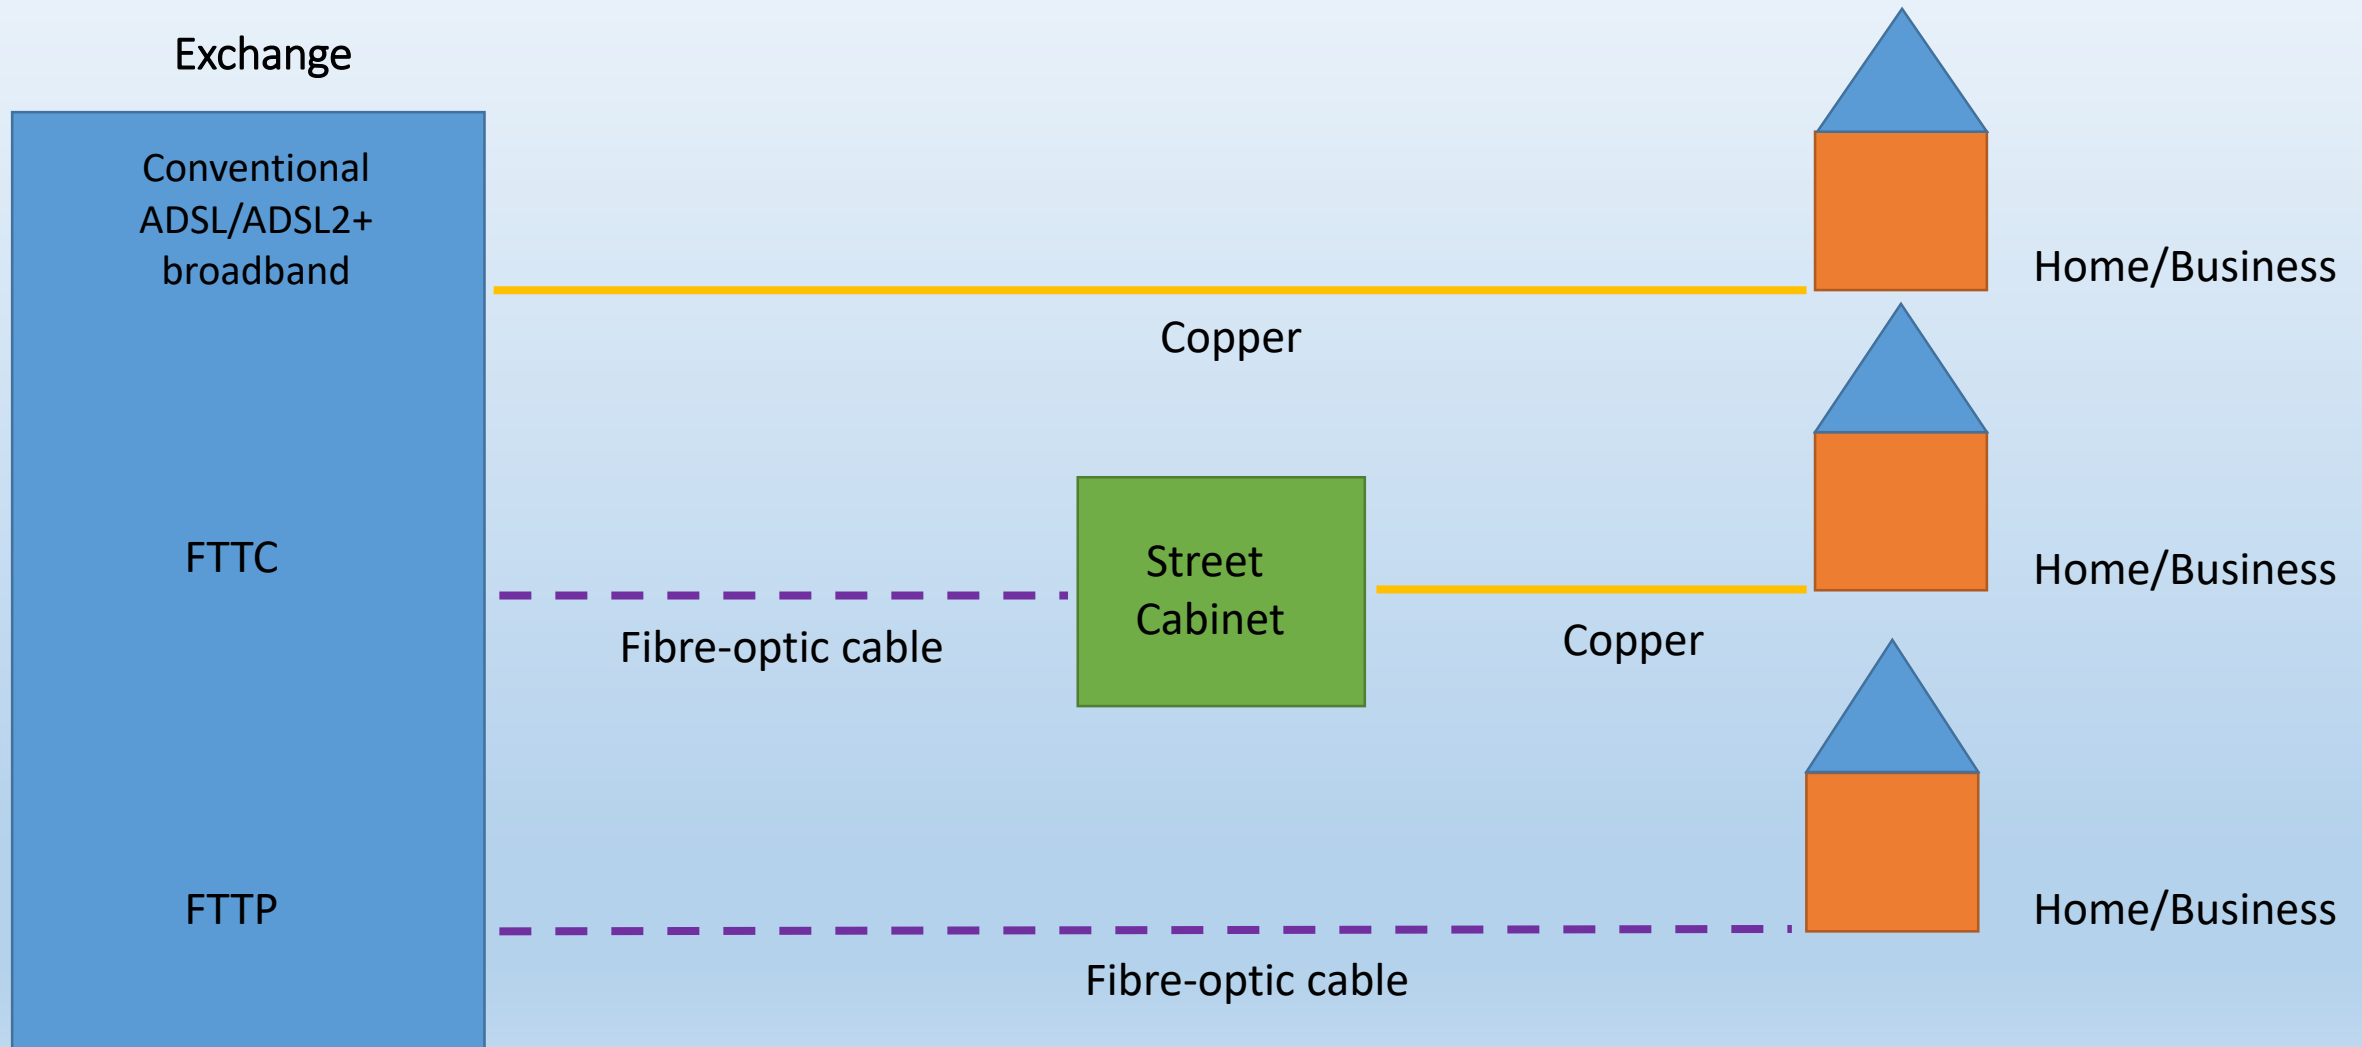 Exchange
Conventional
ADSL/ADSL2+
broadband
Home/Business
Copper
FTTC
Street
Cabinet
Home/Business
Fibre-optic cable
Copper
FTTP
Home/Business
Fibre-optic cable